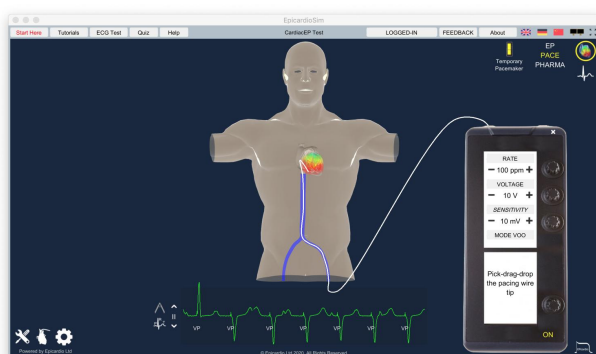 EpicardioSim
Start Here Tutorials ECG Test Quiz Help CardiocEP Test LOGGED-IN FEEDBACK About
Temporary
Pacemaker
EP
PACE
PHARMA
RATE
− 100 ppm +
VOLTAGE
− 10 V +
SENSITIVITY
− 10 mV +
MODE VOO
Pick-drag-drop
the pacing wire
tip
ON
VP VP VP VP VP VP
Powered by Epicardio Ltd
© Epicardio Ltd 2020. All Rights Reserved